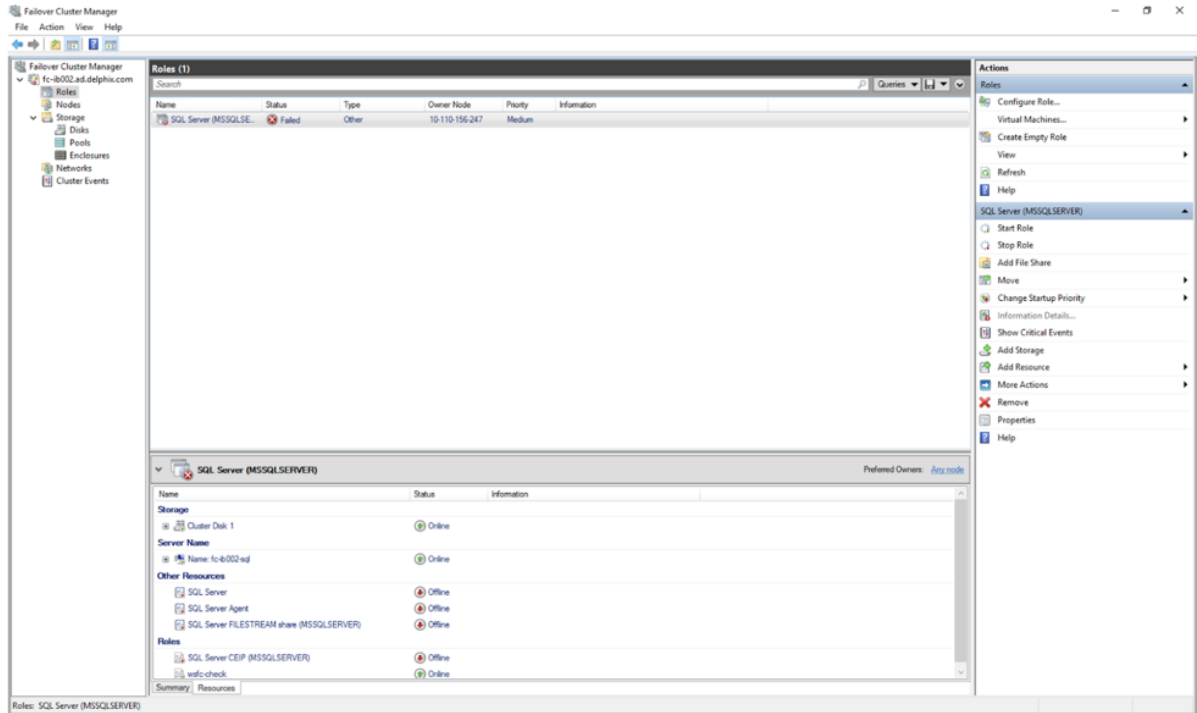 Failover Cluster Manager
File Action View Help
Failover Cluster Manager
fc-ib002.ad.delphix.com
Roles
Nodes
Storage
Disks
Pools
Enclosures
Networks
Cluster Events
Roles (1)
Search
Queries
Name Status Type Owner Node Priority Information
SQL Server (MSSQLSE... Failed Other 10-110-156-247 Medium
SQL Server (MSSQLSERVER)
Preferred Owners: Any node
Name Status Information
Storage
Cluster Disk 1 Online
Server Name
Name: fc-ib002-sql Online
Other Resources
SQL Server Offline
SQL Server Agent Offline
SQL Server FILESTREAM share (MSSQLSERVER) Offline
Roles
SQL Server CEIP (MSSQLSERVER) Offline
wsfc-check Online
Summary Resources
Actions
Roles
Configure Role...
Virtual Machines...
Create Empty Role
View
Refresh
Help
SQL Server (MSSQLSERVER)
Start Role
Stop Role
Add File Share
Move
Change Startup Priority
Information Details...
Show Critical Events
Add Storage
Add Resource
More Actions
Remove
Properties
Help
Roles: SQL Server (MSSQLSERVER)